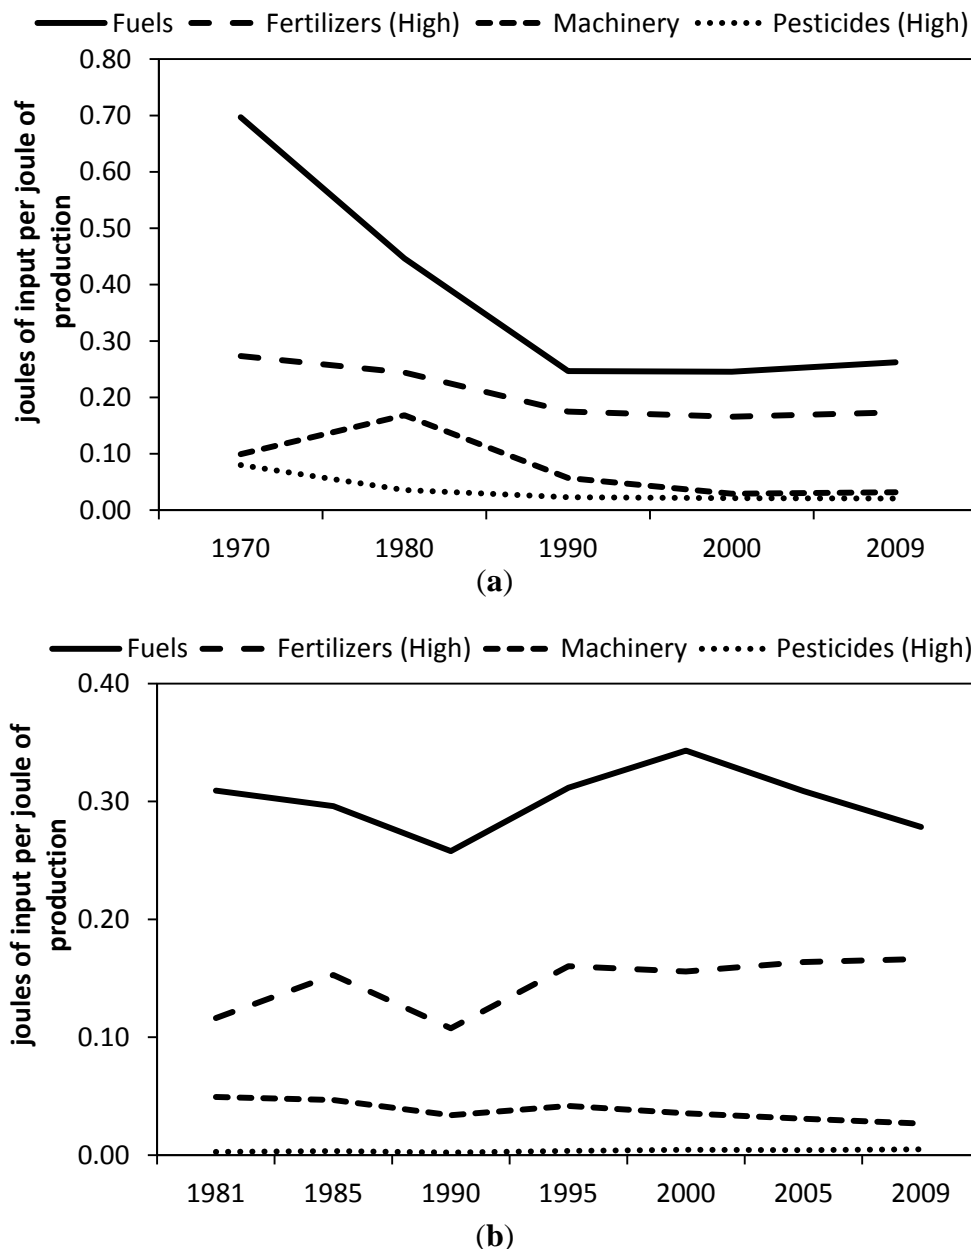 Fuels Fertilizers (High) Machinery Pesticides (High)
0.80
0.70
0.60
0.50
0.40
0.30
0.20
0.10
0.00
joules of input per joule of
production
1970 1980 1990 2000 2009
(a)
Fuels Fertilizers (High) Machinery Pesticides (High)
0.40
0.30
0.20
0.10
0.00
joules of input per joule of
production
1981 1985 1990 1995 2000 2005 2009
(b)